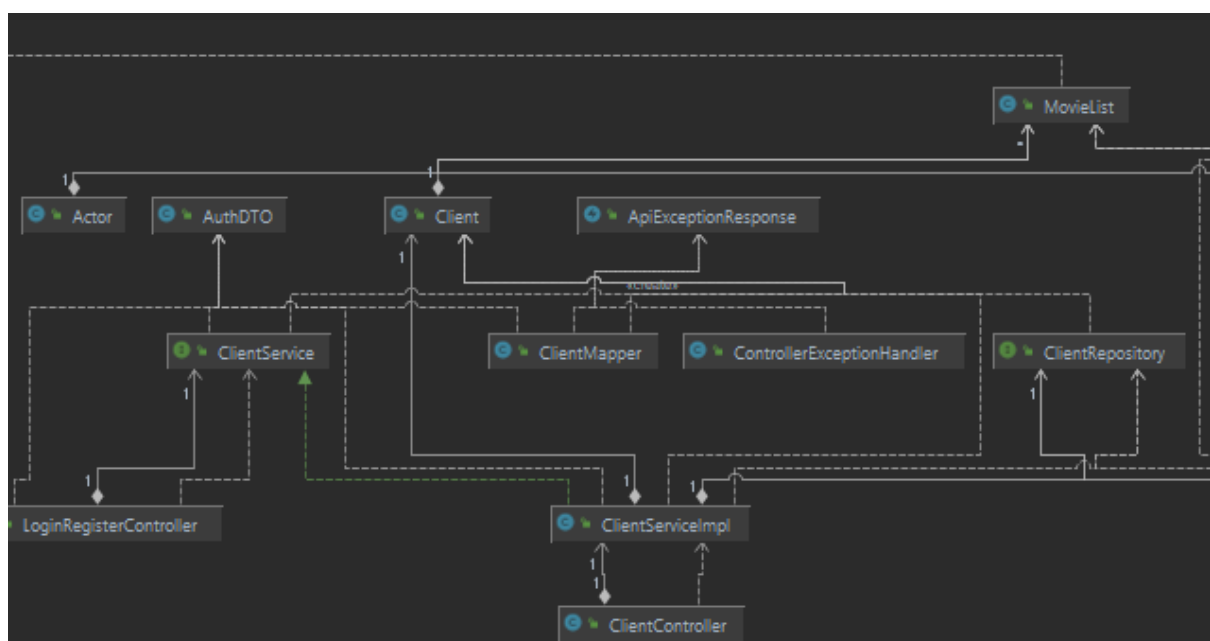 MovieList
*
1
1
Actor
AuthDTO
Client
ApiExceptionResponse
1
«create»
ClientService
ClientMapper
ControllerExceptionHandler
ClientRepository
1
1
1
1
1
LoginRegisterController
ClientServiceImpl
1
1
ClientController